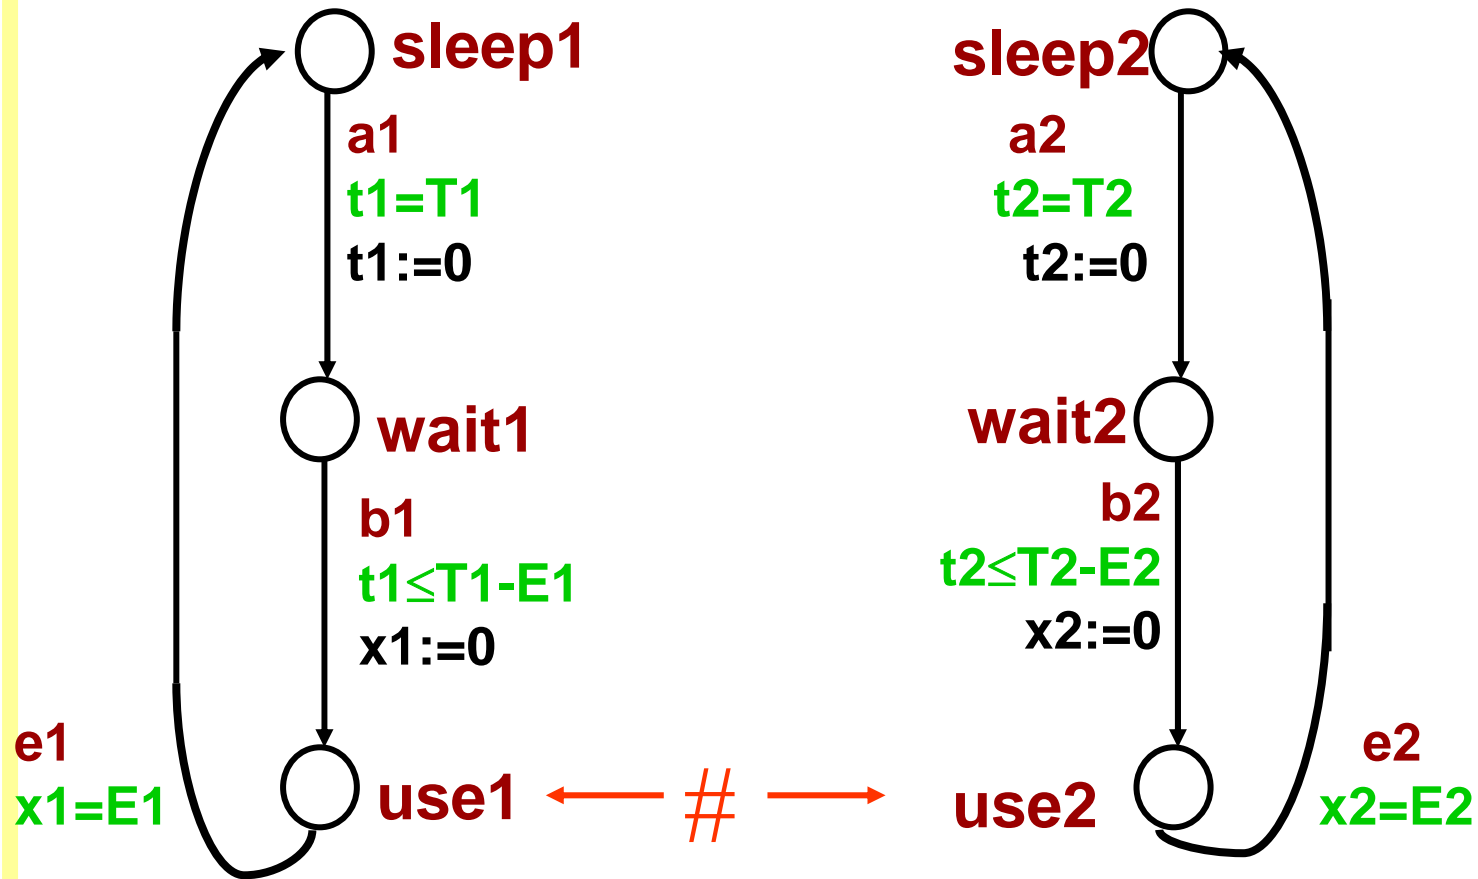 sleep1
a1
t1=T1
t1:=0
wait1
b1
t1≤T1-E1
x1:=0
e1
x1=E1
use1
#
sleep2
a2
t2=T2
t2:=0
wait2
b2
t2≤T2-E2
x2:=0
use2
e2
x2=E2